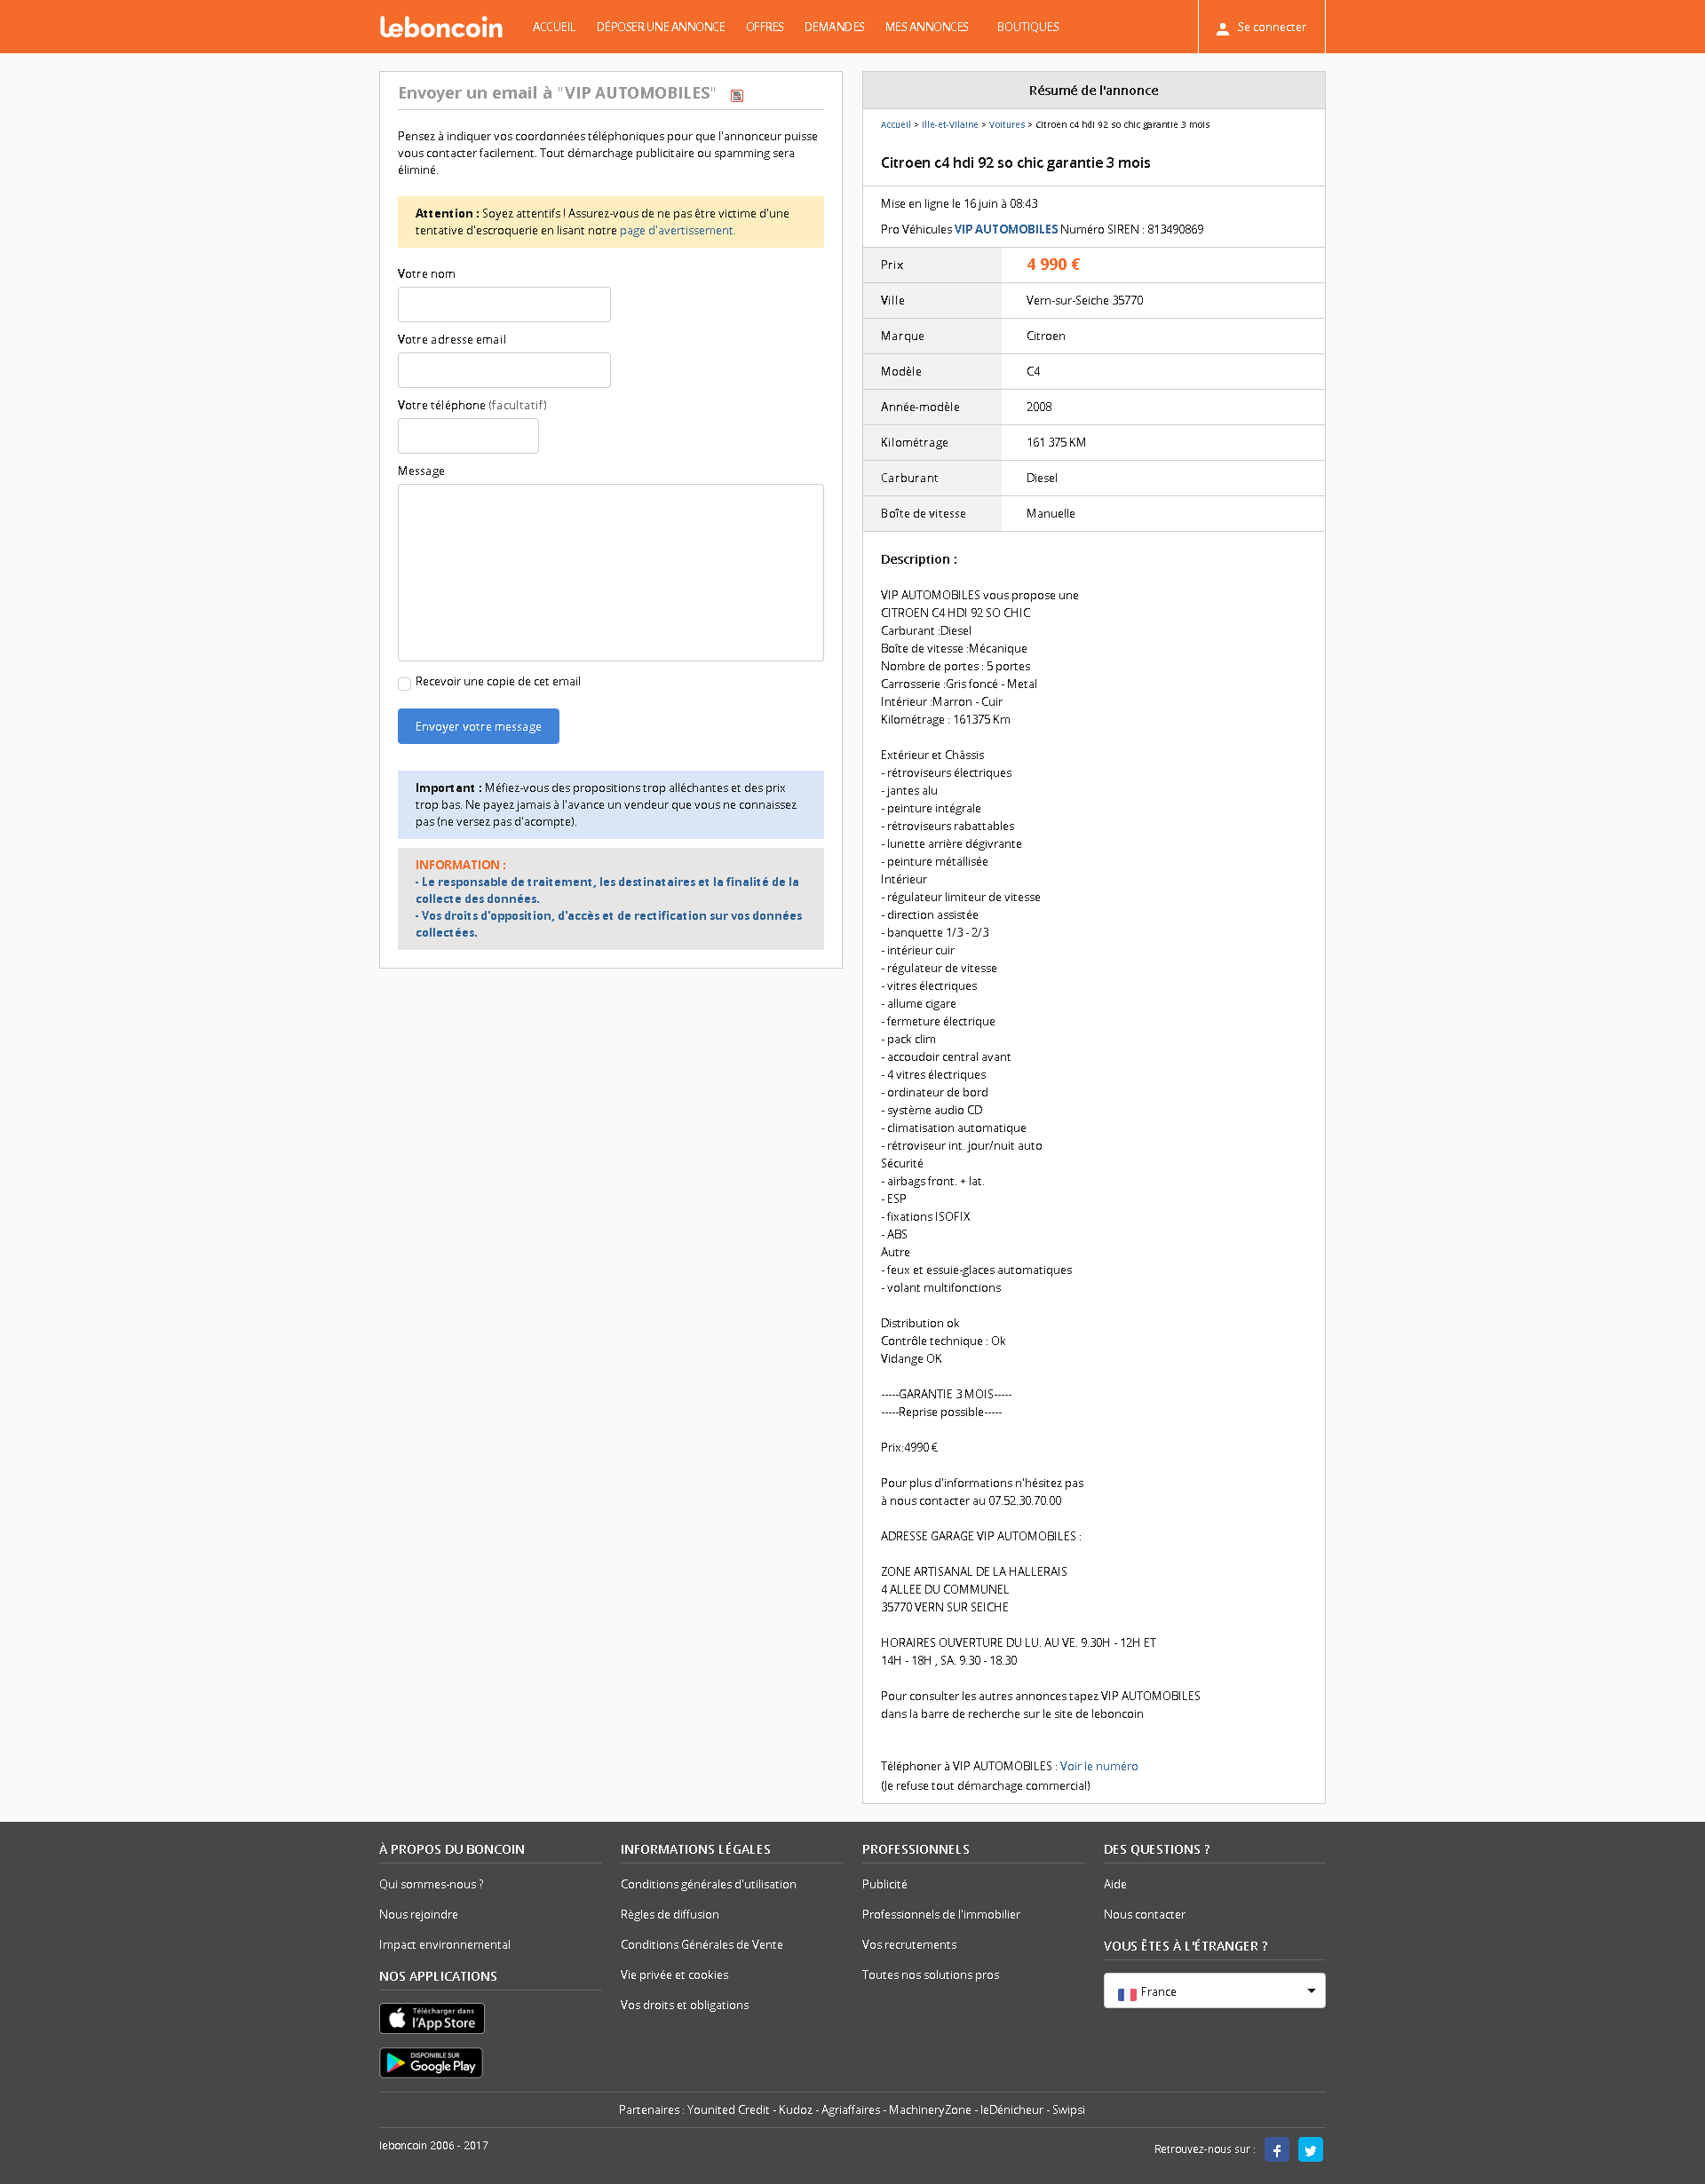 leboncoin ACCUEIL DÉPOSER UNE ANNONCE OFFRES DEMANDES MES ANNONCES BOUTIQUES Se connecter
Envoyer un email à "VIP AUTOMOBILES"
Pensez à indiquer vos coordonnées téléphoniques pour que l'annonceur puisse
vous contacter facilement. Tout démarchage publicitaire ou spamming sera
éliminé.
Attention : Soyez attentifs ! Assurez-vous de ne pas être victime d'une
tentative d'escroquerie en lisant notre page d'avertissement.
Votre nom
Votre adresse email
Votre téléphone (facultatif)
Message
Recevoir une copie de cet email
Envoyer votre message
Important : Méfiez-vous des propositions trop alléchantes et des prix
trop bas. Ne payez jamais à l'avance un vendeur que vous ne connaissez
pas (ne versez pas d'acompte).
INFORMATION :
- Le responsable de traitement, les destinataires et la finalité de la
collecte des données.
- Vos droits d'opposition, d'accès et de rectification sur vos données
collectées.
Résumé de l'annonce
Accueil > Ille-et-Vilaine > Voitures > Citroen c4 hdi 92 so chic garantie 3 mois
Citroen c4 hdi 92 so chic garantie 3 mois
Mise en ligne le 16 juin à 08:43
Pro Véhicules VIP AUTOMOBILES Numéro SIREN : 813490869
Prix 4 990 €
Ville Vern-sur-Seiche 35770
Marque Citroen
Modèle C4
Année-modèle 2008
Kilométrage 161 375 KM
Carburant Diesel
Boîte de vitesse Manuelle
Description :
VIP AUTOMOBILES vous propose une
CITROEN C4 HDI 92 SO CHIC
Carburant :Diesel
Boîte de vitesse :Mécanique
Nombre de portes : 5 portes
Carrosserie :Gris foncé - Metal
Intérieur :Marron - Cuir
Kilométrage : 161375 Km
Extérieur et Châssis
- rétroviseurs électriques
- jantes alu
- peinture intégrale
- rétroviseurs rabattables
- lunette arrière dégivrante
- peinture métallisée
Intérieur
- régulateur limiteur de vitesse
- direction assistée
- banquette 1/3 - 2/3
- intérieur cuir
- régulateur de vitesse
- vitres électriques
- allume cigare
- fermeture électrique
- pack clim
- accoudoir central avant
- 4 vitres électriques
- ordinateur de bord
- système audio CD
- climatisation automatique
- rétroviseur int. jour/nuit auto
Sécurité
- airbags front. + lat.
- ESP
- fixations ISOFIX
- ABS
Autre
- feux et essuie-glaces automatiques
- volant multifonctions
Distribution ok
Contrôle technique : Ok
Vidange OK
-----GARANTIE 3 MOIS-----
-----Reprise possible-----
Prix:4990 €
Pour plus d'informations n'hésitez pas
à nous contacter au 07.52.30.70.00
ADRESSE GARAGE VIP AUTOMOBILES :
ZONE ARTISANAL DE LA HALLERAIS
4 ALLEE DU COMMUNEL
35770 VERN SUR SEICHE
HORAIRES OUVERTURE DU LU. AU VE. 9.30H - 12H ET
14H - 18H , SA. 9.30 - 18.30
Pour consulter les autres annonces tapez VIP AUTOMOBILES
dans la barre de recherche sur le site de leboncoin
Téléphoner à VIP AUTOMOBILES : Voir le numéro
(Je refuse tout démarchage commercial)
À PROPOS DU BONCOIN
Qui sommes-nous ?
Nous rejoindre
Impact environnemental
NOS APPLICATIONS
Télécharger dans
l'App Store
DISPONIBLE SUR
Google Play
INFORMATIONS LÉGALES
Conditions générales d'utilisation
Règles de diffusion
Conditions Générales de Vente
Vie privée et cookies
Vos droits et obligations
PROFESSIONNELS
Publicité
Professionnels de l'immobilier
Vos recrutements
Toutes nos solutions pros
DES QUESTIONS ?
Aide
Nous contacter
VOUS ÊTES À L'ÉTRANGER ?
France
Partenaires : Younited Credit - Kudoz - Agriaffaires - MachineryZone - leDénicheur - Swipsi
leboncoin 2006 - 2017
Retrouvez-nous sur :